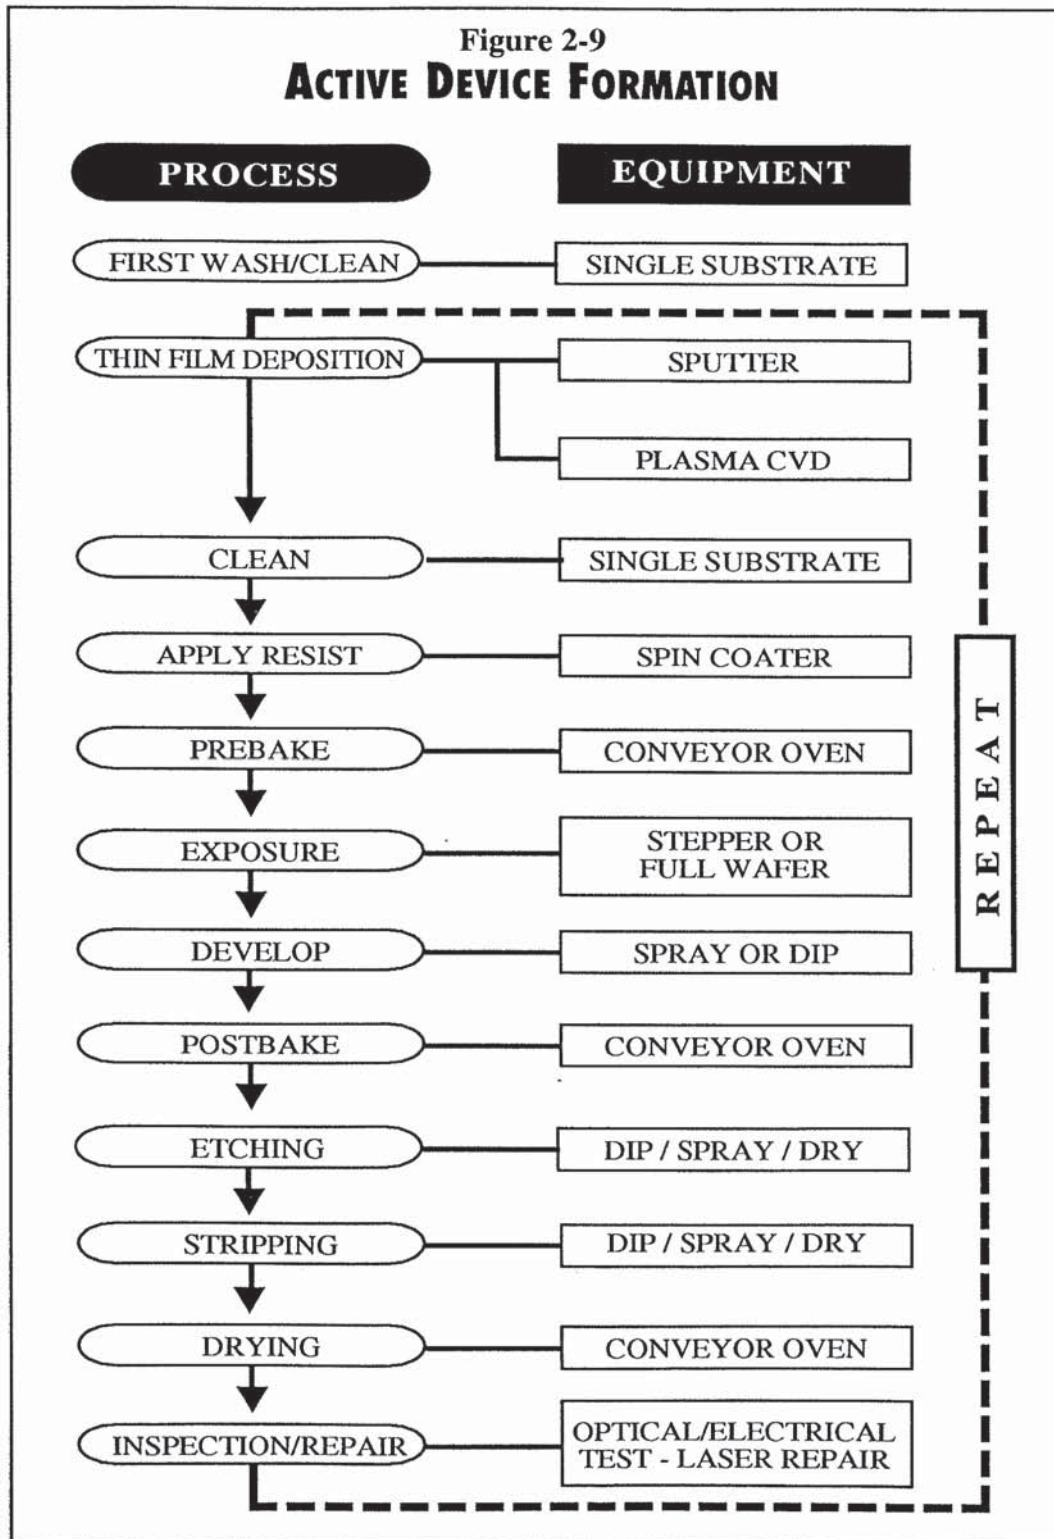 Figure 2-9
ACTIVE DEVICE FORMATION
PROCESS
EQUIPMENT
FIRST WASH/CLEAN
SINGLE SUBSTRATE
THIN FILM DEPOSITION
SPUTTER
PLASMA CVD
CLEAN
SINGLE SUBSTRATE
APPLY RESIST
SPIN COATER
PREBAKE
CONVEYOR OVEN
EXPOSURE
STEPPER OR
FULL WAFER
DEVELOP
SPRAY OR DIP
POSTBAKE
CONVEYOR OVEN
ETCHING
DIP / SPRAY / DRY
STRIPPING
DIP / SPRAY / DRY
DRYING
CONVEYOR OVEN
INSPECTION/REPAIR
OPTICAL/ELECTRICAL
TEST - LASER REPAIR
REPEAT